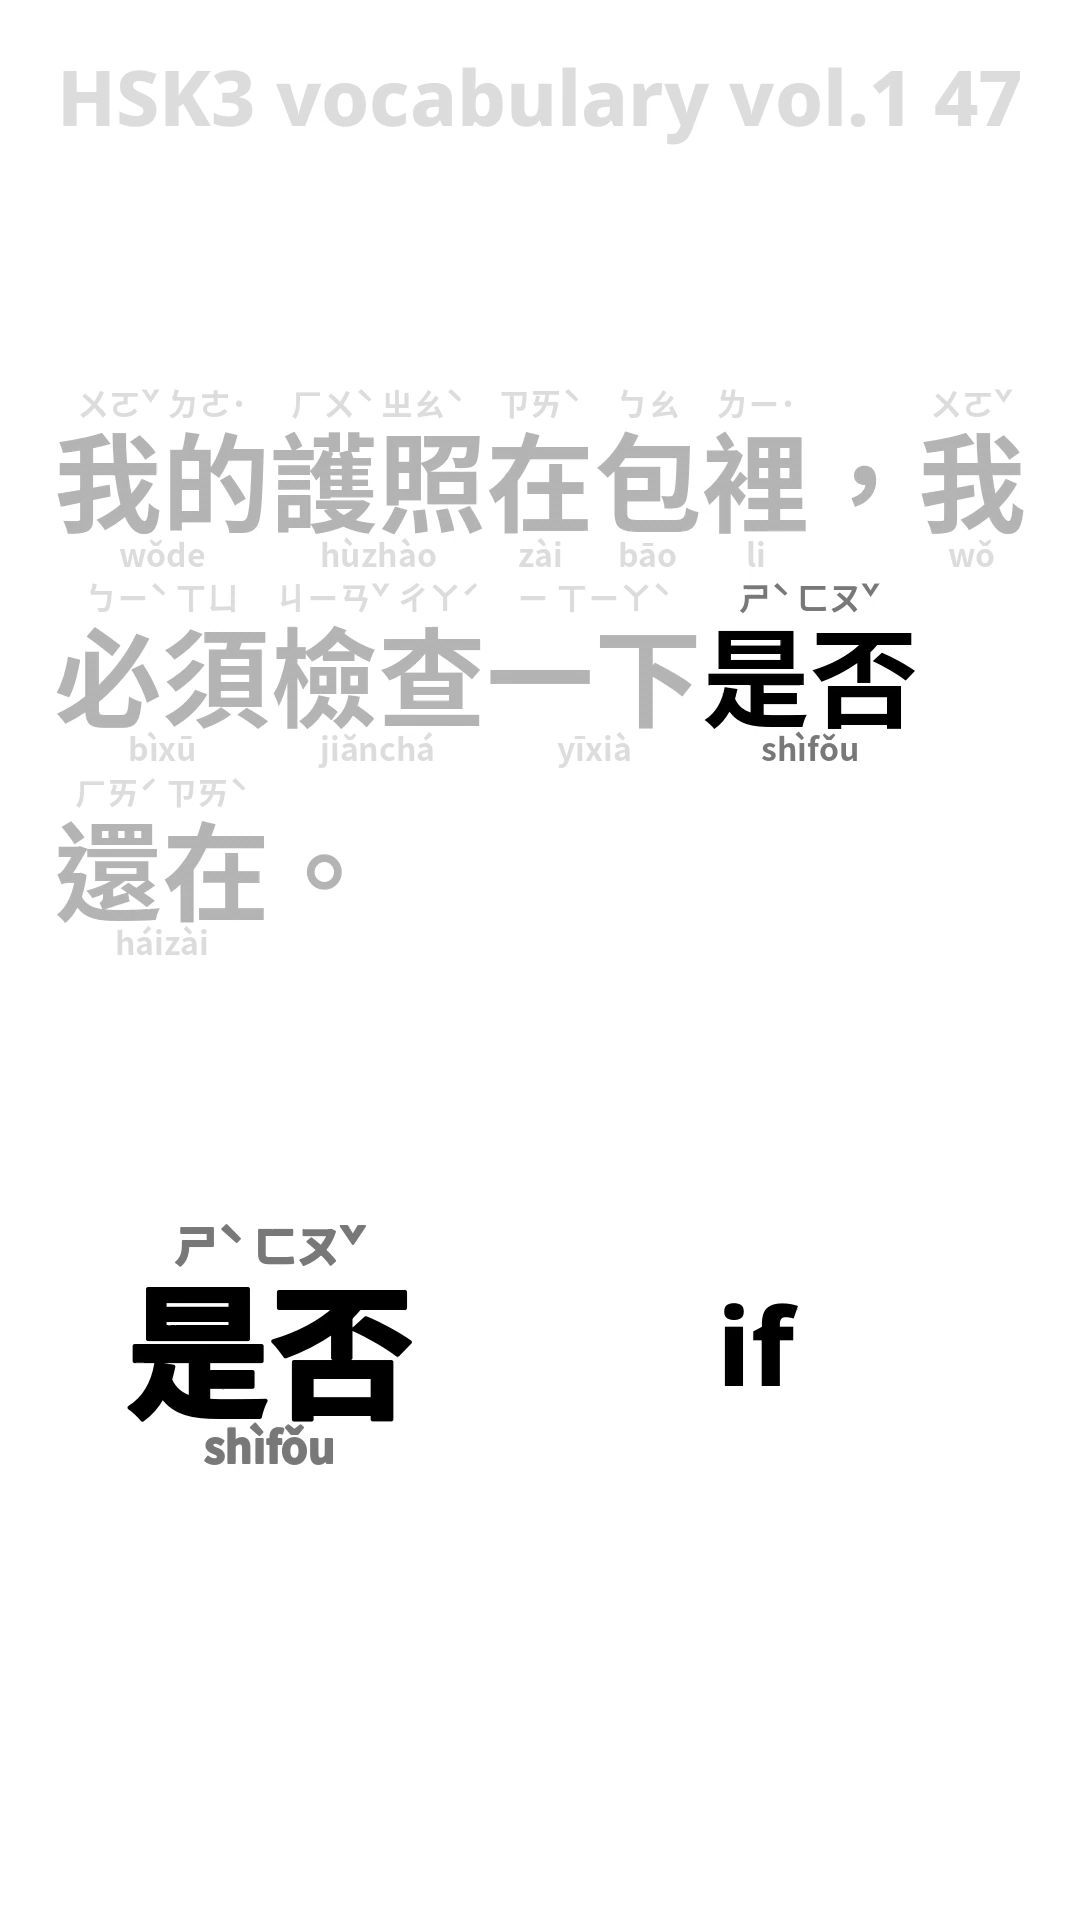 HSK3 vocabulary vol.1 47
ㄨㄛˇ ㄉㄜ˙ ㄏㄨˋ ㄓㄠˋ ㄗㄞˋ ㄅㄠ ㄌㄧ˙ ㄨㄛˇ
我的護照在包裡，我
wǒde hùzhào zài bāo li wǒ
ㄅㄧˋ ㄒㄩ ㄐㄧㄢˇ ㄔㄚˊ ㄧ ㄒㄧㄚˋ ㄕˋ ㄈㄡˇ
必須檢查一下是否
bìxū jiǎnchá yīxià shìfǒu
ㄏㄞˊ ㄗㄞˋ
還在。
háizài
ㄕˋ ㄈㄡˇ
是否
shìfǒu
if